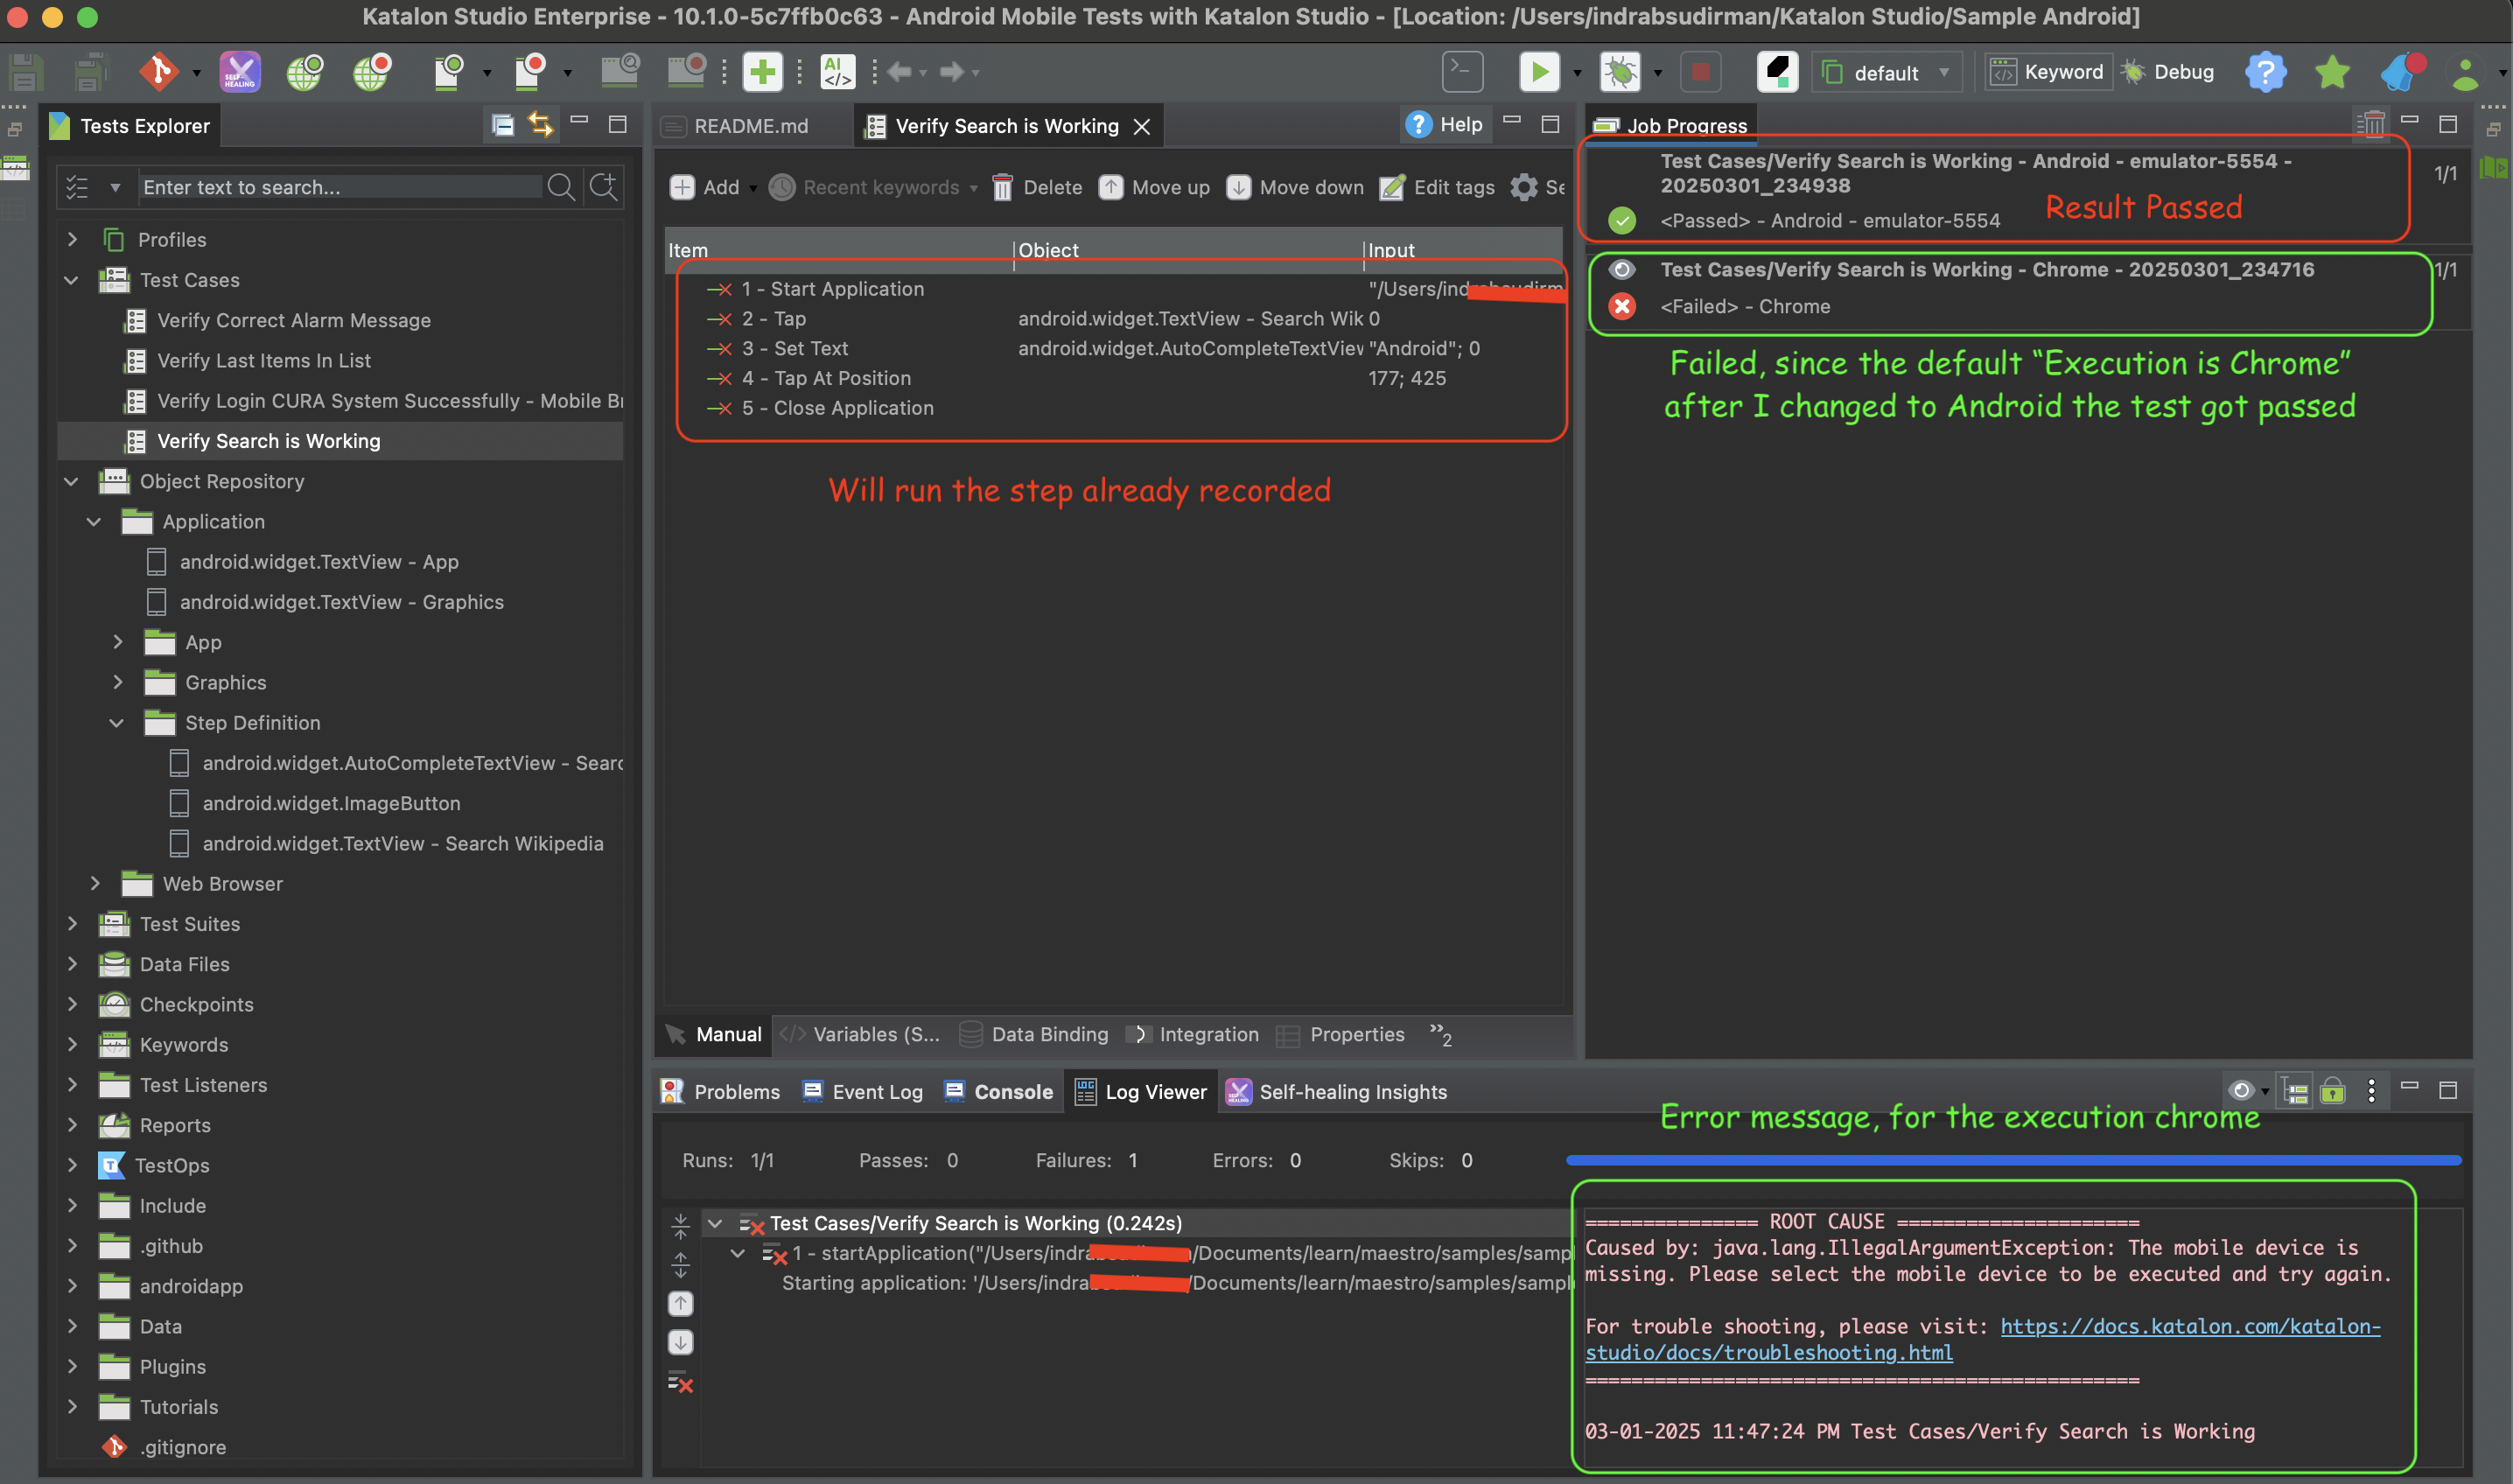 Katalon Studio Enterprise - 10.1.0-5c7ffb0c63 - Android Mobile Tests with Katalon Studio - [Location: /Users/indrabsudirman/Katalon Studio/Sample Android]
SELF-HEALING
AI
default
Keyword
Debug
Tests Explorer
README.md
Verify Search is Working
Help
Job Progress
Enter text to search...
Add
Recent keywords
Delete
Move up
Move down
Edit tags
Se
Item
Object
Input
1 - Start Application
"/Users/ind
2 - Tap
android.widget.TextView - Search Wik
0
3 - Set Text
android.widget.AutoCompleteTextViev
"Android"; 0
4 - Tap At Position
177; 425
5 - Close Application
Will run the step already recorded
Profiles
Test Cases
Verify Correct Alarm Message
Verify Last Items In List
Verify Login CURA System Successfully - Mobile Br
Verify Search is Working
Object Repository
Application
android.widget.TextView - App
android.widget.TextView - Graphics
App
Graphics
Step Definition
android.widget.AutoCompleteTextView - Searc
android.widget.ImageButton
android.widget.TextView - Search Wikipedia
Web Browser
Test Suites
Data Files
Checkpoints
Keywords
Test Listeners
Reports
TestOps
Include
.github
androidapp
Data
Plugins
Tutorials
.gitignore
Test Cases/Verify Search is Working - Android - emulator-5554 -
20250301_234938
1/1
<Passed> - Android - emulator-5554
Result Passed
Test Cases/Verify Search is Working - Chrome - 20250301_234716
1/1
<Failed> - Chrome
Failed, since the default “Execution is Chrome”
after I changed to Android the test got passed
Manual
Variables (S...
Data Binding
Integration
Properties
»2
Problems
Event Log
Console
Log Viewer
Self-healing Insights
Error message, for the execution chrome
Runs: 1/1
Passes: 0
Failures: 1
Errors: 0
Skips: 0
Test Cases/Verify Search is Working (0.242s)
1 - startApplication("/Users/indra /Documents/learn/maestro/samples/samp
Starting application: '/Users/indra /Documents/learn/maestro/samples/sampl
=============== ROOT CAUSE =====================
Caused by: java.lang.IllegalArgumentException: The mobile device is
missing. Please select the mobile device to be executed and try again.
For trouble shooting, please visit: https://docs.katalon.com/katalon-
studio/docs/troubleshooting.html
================================================
03-01-2025 11:47:24 PM Test Cases/Verify Search is Working